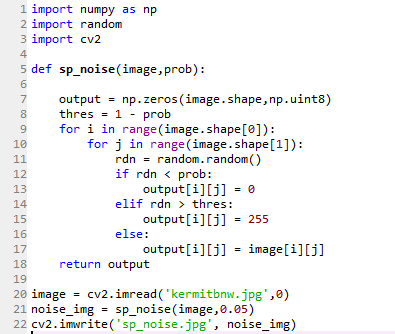 1 import numpy as np
2 import random
3 import cv2
4
5 def sp_noise(image,prob):
6
7     output = np.zeros(image.shape,np.uint8)
8     thres = 1 - prob
9     for i in range(image.shape[0]):
10         for j in range(image.shape[1]):
11             rdn = random.random()
12             if rdn < prob:
13                 output[i][j] = 0
14             elif rdn > thres:
15                 output[i][j] = 255
16             else:
17                 output[i][j] = image[i][j]
18     return output
19
20 image = cv2.imread('kermitbnw.jpg',0)
21 noise_img = sp_noise(image,0.05)
22 cv2.imwrite('sp_noise.jpg', noise_img)